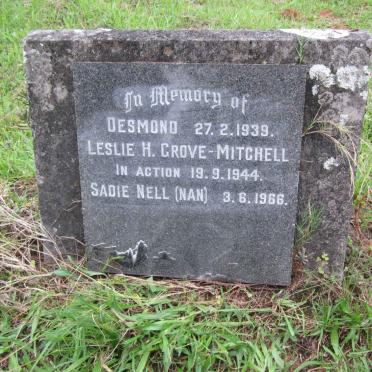 In Memory of
DESMOND 27.2.1939.
LESLIE H. GROVE-MITCHELL
IN ACTION 19.9.1944.
SADIE NELL (NAN) 3.6.1966.